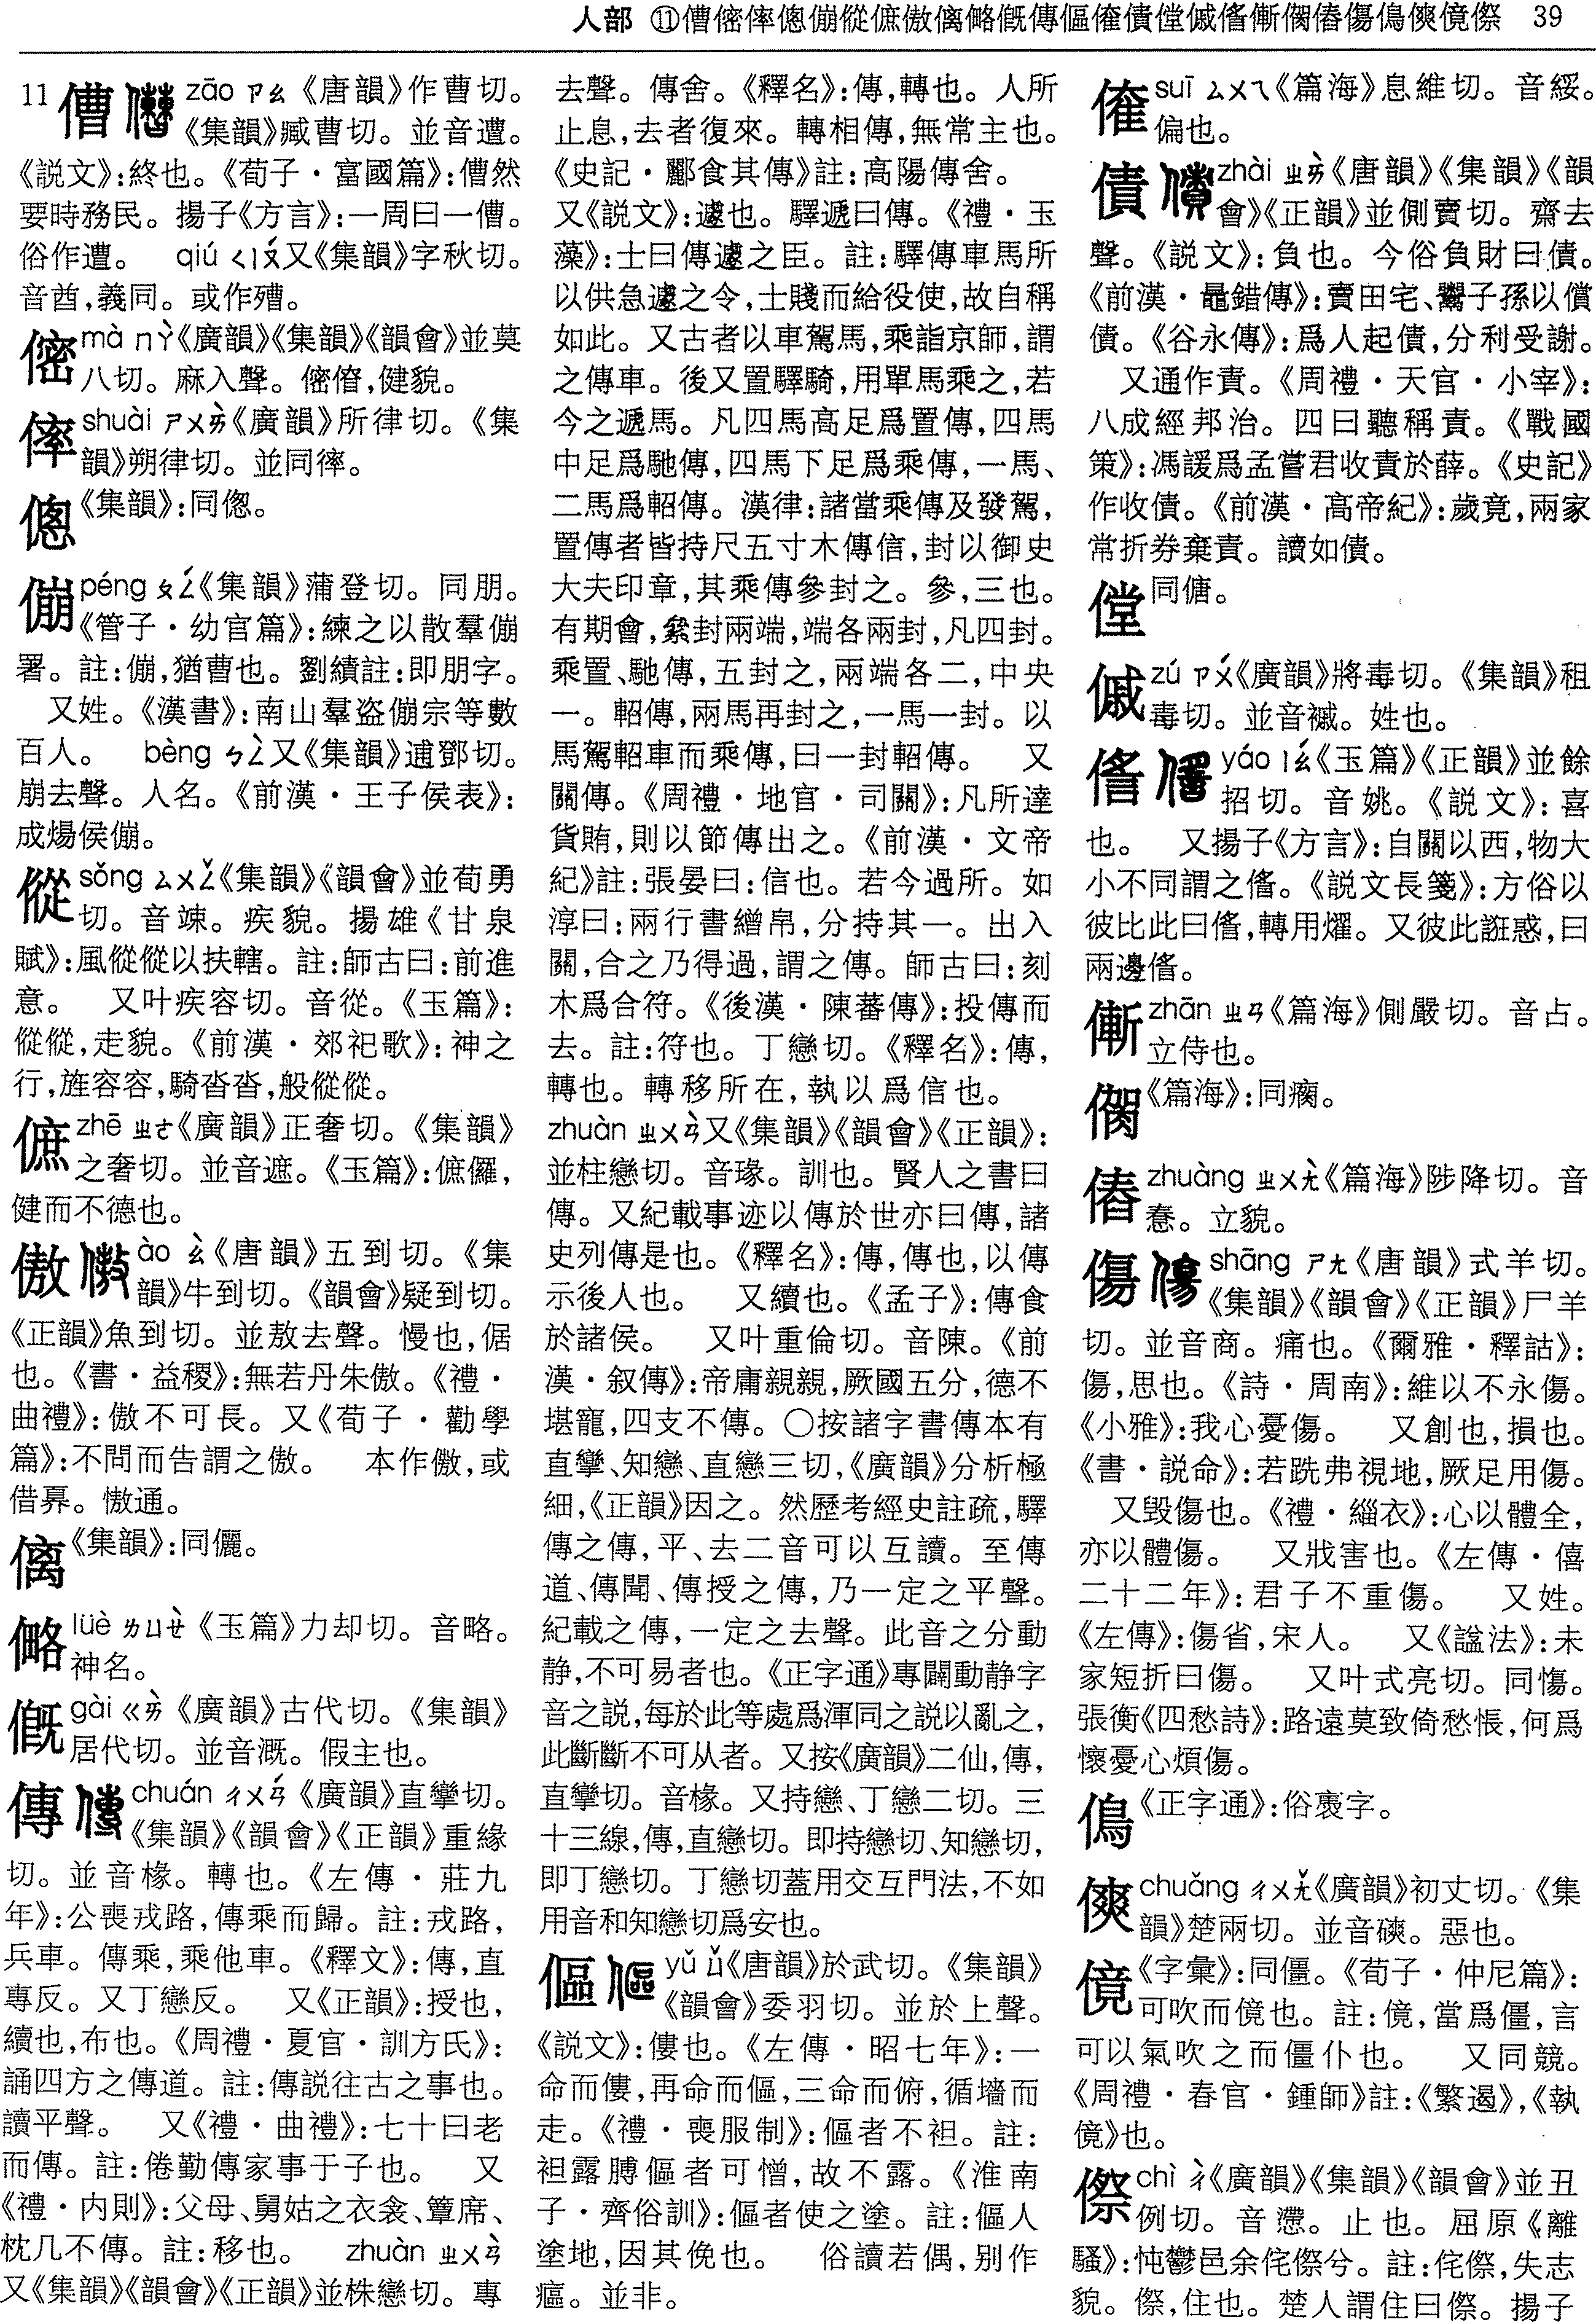 人部 ⑪傮𠎛𠌭傯傰傱傂傲㒧㑼㮣傳傴傕債傏傶傜傂傷傸傹傺 39
11 傮 zāo ㄗㄠ《唐韻》作曹切。
《集韻》臧曹切。並音遭。
《説文》:終也。《荀子·富國篇》:傮然
要時務民。揚子《方言》:一周曰一傮。
俗作遭。 qiú ㄑㄧㄡˊ又《集韻》字秋切。
音酋,義同。或作殧。
mà ㄇㄚˋ《廣韻》《集韻》《韻會》並莫
八切。麻入聲。,健貌。
shuài ㄕㄨㄞˋ《廣韻》所律切。《集
韻》朔律切。並同𢕅。
《集韻》:同偬。
傰 péng ㄆㄥˊ《集韻》蒲登切。同朋。
《管子·幼官篇》:練之以散羣傰
署。註:傰,猶曹也。劉績註:即朋字。
又姓。《漢書》:南山羣盗傰宗等數
百人。 bèng ㄅㄥˋ又《集韻》逋鄧切。
崩去聲。人名。《前漢·王子侯表》:
成煬侯傰。
傱 sǒng ㄙㄨㄥˇ《集韻》《韻會》並荀勇
切。音竦。疾貌。揚雄《甘泉
賦》:風傱傱以扶轄。註:師古曰:前進
意。 又叶疾容切。音從。《玉篇》:
傱傱,走貌。《前漢·郊祀歌》:神之
行,旌容容,騎沓沓,般傱傱。
zhē ㄓㄜ《廣韻》正奢切。《集韻》
之奢切。並音遮。《玉篇》:儸,
健而不德也。
傲 ào ㄠˋ《唐韻》五到切。《集
韻》牛到切。《韻會》疑到切。
《正韻》魚到切。並敖去聲。慢也,倨
也。《書·益稷》:無若丹朱傲。《禮·
曲禮》:傲不可長。又《荀子·勸學
篇》:不問而告謂之傲。 本作𢾍,或
借奡。憿通。
《集韻》:同儷。
lüè ㄌㄩㄝˋ《玉篇》力却切。音略。
神名。
gài ㄍㄞˋ《廣韻》古代切。《集韻》
居代切。並音溉。假主也。
傳 chuán ㄔㄨㄢˊ《廣韻》直攣切。
《集韻》《韻會》《正韻》重緣
切。並音椽。轉也。《左傳·莊九
年》:公喪戎路,傳乘而歸。註:戎路,
兵車。傳乘,乘他車。《釋文》:傳,直
專反。又丁戀反。 又《正韻》:授也,
續也,布也。《周禮·夏官·訓方氏》:
誦四方之傳道。註:傳説往古之事也。
讀平聲。 又《禮·曲禮》:七十曰老
而傳。註:倦勤傳家事于子也。 又
《禮·内則》:父母、舅姑之衣衾、簟席、
枕几不傳。註:移也。 zhuàn ㄓㄨㄢˋ
又《集韻》《韻會》《正韻》並株戀切。專
去聲。傳舍。《釋名》:傳,轉也。人所
止息,去者復來。轉相傳,無常主也。
《史記·酈食其傳》註:高陽傳舍。
又《説文》:遽也。驛遞曰傳。《禮·玉
藻》:士曰傳遽之臣。註:驛傳車馬所
以供急遽之令,士賤而給役使,故自稱
如此。又古者以車駕馬,乘詣京師,謂
之傳車。後又置驛騎,用單馬乘之,若
今之遞馬。凡四馬高足爲置傳,四馬
中足爲馳傳,四馬下足爲乘傳,一馬、
二馬爲軺傳。漢律:諸當乘傳及發駕,
置傳者皆持尺五寸木傳信,封以御史
大夫印章,其乘傳參封之。參,三也。
有期會,絫封兩端,端各兩封,凡四封。
乘置、馳傳,五封之,兩端各二,中央
一。軺傳,兩馬再封之,一馬一封。以
馬駕軺車而乘傳,曰一封軺傳。 又
關傳。《周禮·地官·司關》:凡所達
貨賄,則以節傳出之。《前漢·文帝
紀》註:張晏曰:信也。若今過所。如
淳曰:兩行書繒帛,分持其一。出入
關,合之乃得過,謂之傳。師古曰:刻
木爲合符。《後漢·陳蕃傳》:投傳而
去。註:符也。丁戀切。《釋名》:傳,
轉也。轉移所在,執以爲信也。
zhuàn ㄓㄨㄢˋ又《集韻》《韻會》《正韻》:
並柱戀切。音瑑。訓也。賢人之書曰
傳。又紀載事迹以傳於世亦曰傳,諸
史列傳是也。《釋名》:傳,傳也,以傳
示後人也。 又續也。《孟子》:傳食
於諸侯。 又叶重倫切。音陳。《前
漢·叙傳》:帝庸親親,厥國五分,德不
堪寵,四支不傳。○按諸字書傳本有
直攣、知戀、直戀三切,《廣韻》分析極
細,《正韻》因之。然歷考經史註疏,驛
傳之傳,平、去二音可以互讀。至傳
道、傳聞、傳授之傳,乃一定之平聲。
紀載之傳,一定之去聲。此音之分動
静,不可易者也。《正字通》專闢動静字
音之説,每於此等處爲渾同之説以亂之,
此斷斷不可从者。又按《廣韻》二仙,傳,
直攣切。音椽。又持戀、丁戀二切。三
十三線,傳,直戀切。即持戀切、知戀切,
即丁戀切。丁戀切蓋用交互門法,不如
用音和知戀切爲安也。
傴 yǔ ㄩˇ《唐韻》於武切。《集韻》
《韻會》委羽切。並於上聲。
《説文》:僂也。《左傳·昭七年》:一
命而僂,再命而傴,三命而俯,循墻而
走。《禮·喪服制》:傴者不袒。註:
袒露膊傴者可憎,故不露。《淮南
子·齊俗訓》:傴者使之塗。註:傴人
塗地,因其俛也。 俗讀若偶,別作
㾖。並非。
suī ㄙㄨㄟ《篇海》息維切。音綏。
偏也。
債 zhài ㄓㄞˋ《唐韻》《集韻》《韻
會》《正韻》並側賣切。齋去
聲。《説文》:負也。今俗負財曰債。
《前漢·鼂錯傳》:賣田宅、鬻子孫以償
債。《谷永傳》:爲人起債,分利受謝。
又通作責。《周禮·天官·小宰》:
八成經邦治。四曰聽稱責。《戰國
策》:馮諼爲孟嘗君收責於薛。《史記》
作收債。《前漢·高帝紀》:歲竟,兩家
常折券棄責。讀如債。
同傏。
zú ㄗㄨˊ《廣韻》將毒切。《集韻》租
毒切。並音。姓也。
yáo ㄧㄠˊ《玉篇》《正韻》並餘
招切。音姚。《説文》:喜
也。 又揚子《方言》:自關以西,物大
小不同謂之傜。《説文長箋》:方俗以
彼比此曰傜,轉用燿。又彼此誑惑,曰
兩邊傜。
zhān ㄓㄢ《篇海》側嚴切。音占。
立侍也。
《篇海》:同癇。
zhuàng ㄓㄨㄤˋ《篇海》陟降切。音
惷。立貌。
傷 shāng ㄕㄤ《唐韻》式羊切。
《集韻》《韻會》《正韻》尸羊
切。並音商。痛也。《爾雅·釋詁》:
傷,思也。《詩·周南》:維以不永傷。
《小雅》:我心憂傷。 又創也,損也。
《書·説命》:若跣弗視地,厥足用傷。
又毁傷也。《禮·緇衣》:心以體全,
亦以體傷。 又戕害也。《左傳·僖
二十二年》:君子不重傷。 又姓。
《左傳》:傷省,宋人。 又《諡法》:未
家短折曰傷。 又叶式亮切。同慯。
張衡《四愁詩》:路遠莫致倚愁悵,何爲
懷憂心煩傷。
《正字通》:俗裊字。
傸 chuǎng ㄔㄨㄤˇ《廣韻》初丈切。《集
韻》楚兩切。並音磢。惡也。
傹 《字彙》:同僵。《荀子·仲尼篇》:
可吹而傹也。註:傹,當爲僵,言
可以氣吹之而僵仆也。 又同競。
《周禮·春官·鍾師》註:《繁遏》,《執
傹》也。
傺 chì ㄔˋ《廣韻》《集韻》《韻會》並丑
例切。音懘。止也。屈原《離
騷》:忳鬱邑余侘傺兮。註:侘傺,失志
貌。傺,住也。楚人謂住曰傺。揚子